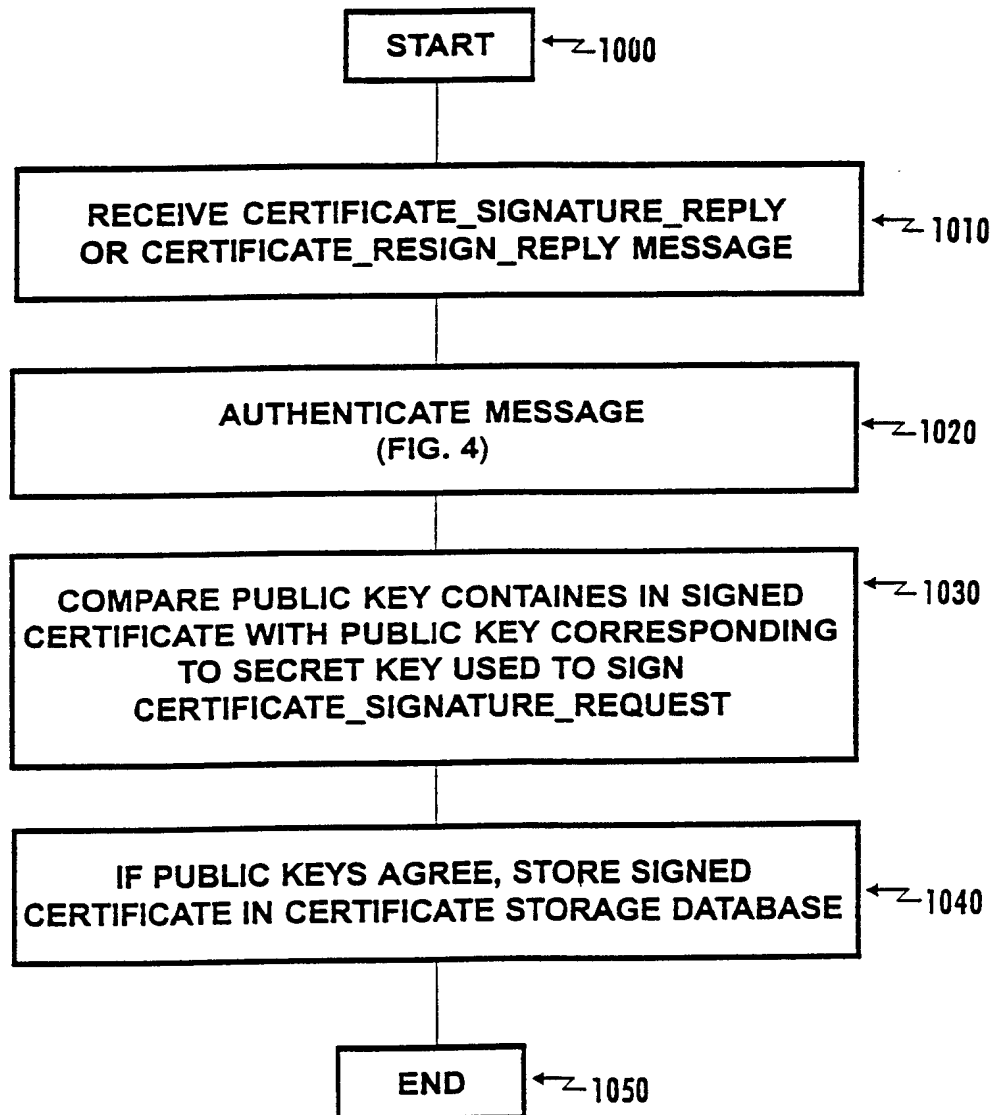 START
1000
RECEIVE CERTIFICATE_SIGNATURE_REPLY
OR CERTIFICATE_RESIGN_REPLY MESSAGE
1010
AUTHENTICATE MESSAGE
(FIG. 4)
1020
COMPARE PUBLIC KEY CONTAINES IN SIGNED
CERTIFICATE WITH PUBLIC KEY CORRESPONDING
TO SECRET KEY USED TO SIGN
CERTIFICATE_SIGNATURE_REQUEST
1030
IF PUBLIC KEYS AGREE, STORE SIGNED
CERTIFICATE IN CERTIFICATE STORAGE DATABASE
1040
END
1050